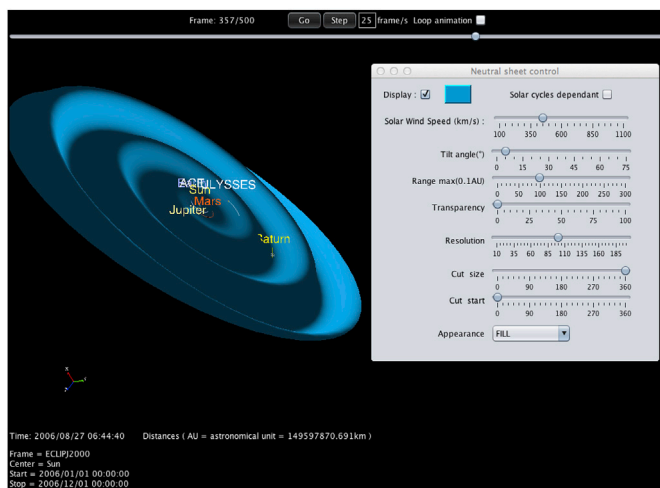 Frame: 357/500 Go Step 25 frame/s Loop animation
Neutral sheet control
Display :
Solar cycles dependant
Solar Wind Speed (km/s) :
100 350 600 850 1100
Tilt angle(°)
0 15 30 45 60 75
Range max(0.1AU)
0 50 100 150 200 250 300
Transparency
0 25 50 75 100
Resolution
10 35 60 85 110 135 160 185
Cut size
0 90 180 270 360
Cut start
0 90 180 270 360
Appearance FILL
ACE
ULYSSES
Sun
Mars
Jupiter
Saturn
Time: 2006/08/27 06:44:40 Distances ( AU = astronomical unit = 149597870.691km )
Frame = ECLIPJ2000
Center = Sun
Start = 2006/01/01 00:00:00
Stop = 2006/12/01 00:00:00